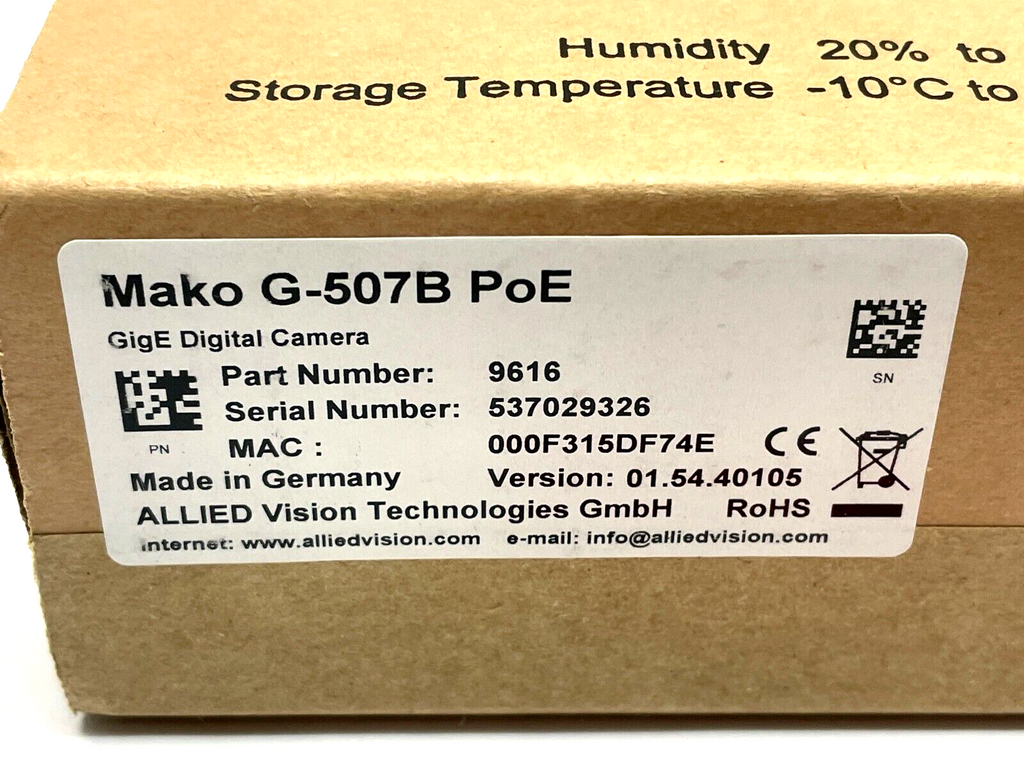 Humidity 20% to
Storage Temperature -10°C to
Mako G-507B PoE
GigE Digital Camera
Part Number: 9616
Serial Number: 537029326
MAC : 000F315DF74E
PN
SN
CE
Made in Germany Version: 01.54.40105
ALLIED Vision Technologies GmbH RoHS
internet: www.alliedvision.com e-mail: info@alliedvision.com